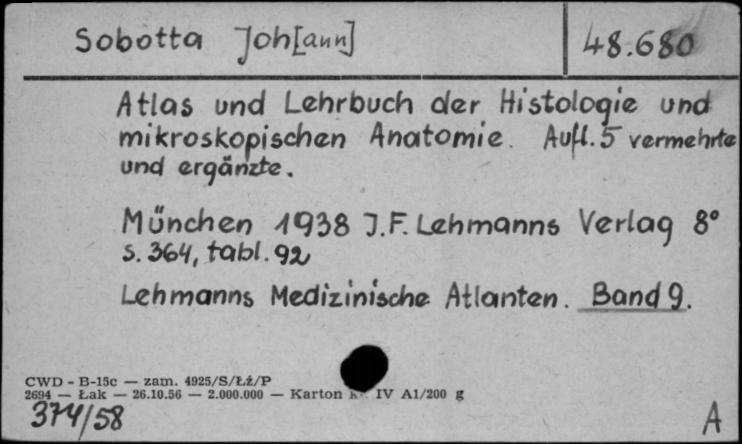 Sobotta Joh[ann] 48.680
Atlas und Lehrbuch der Histologie und
mikroskopischen Anatomie. Aufl. 5 vermehrte
und ergänzte.
München 1938 J.F. Lehmanns Verlag 8°
s. 364, tabl. 92
Lehmanns Medizinische Atlanten. Band 9.
CWD - B-15c — zam. 4925/S/Łż/P
2694 — Łak — 26.10.56 — 2.000.000 — Karton IV A1/200 g
374/58
A